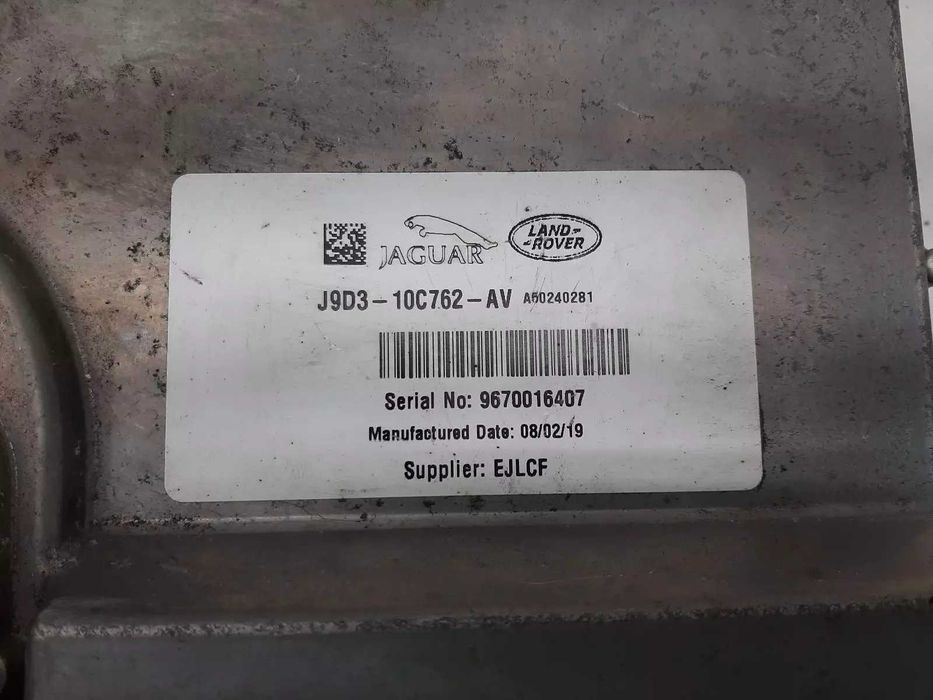 JAGUAR
LAND ROVER
J9D3-10C762-AV A50240281
Serial No: 9670016407
Manufactured Date: 08/02/19
Supplier: EJLCF